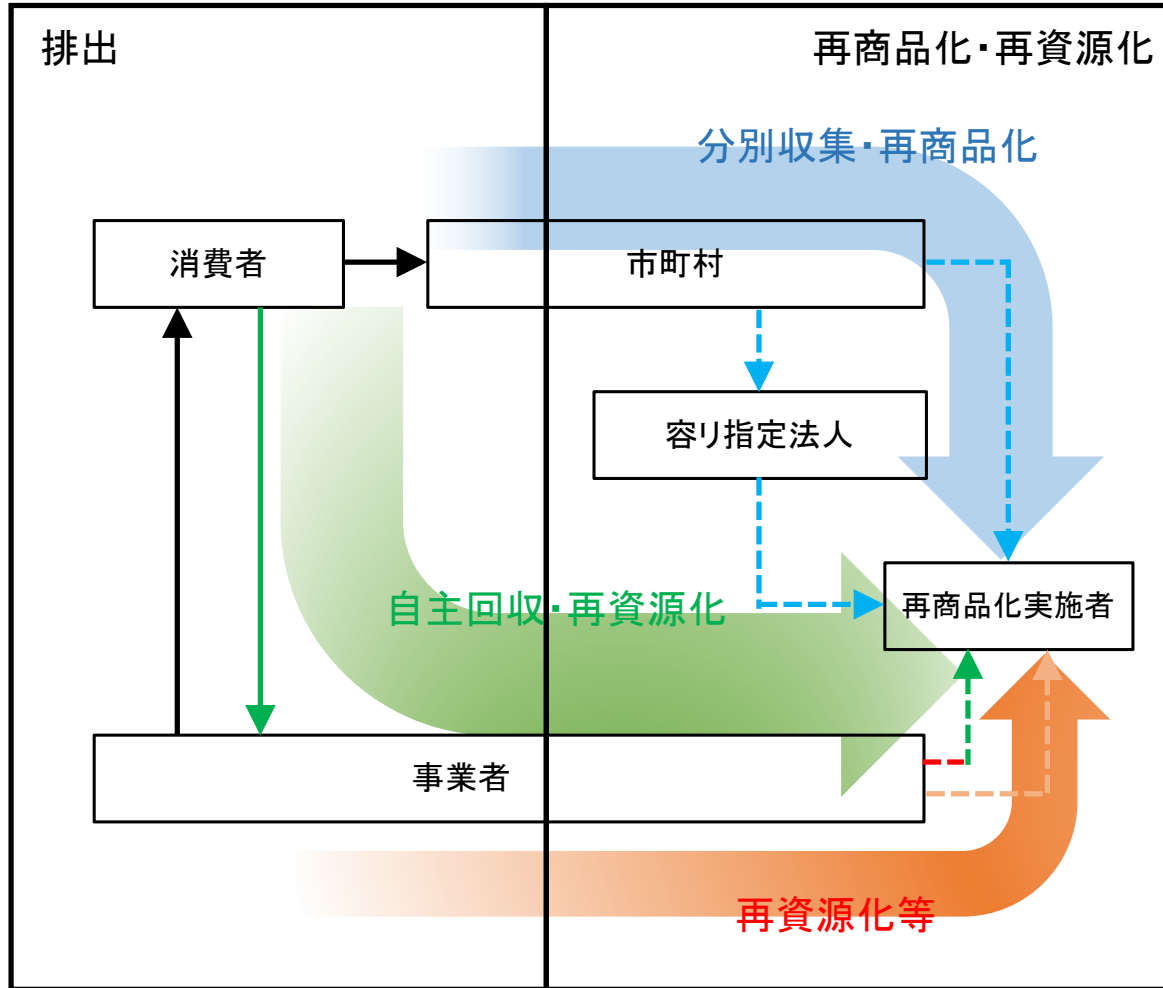 排出
再商品化・再資源化
分別収集・再商品化
消費者
市町村
容リ指定法人
自主回収・再資源化
再商品化実施者
事業者
再資源化等